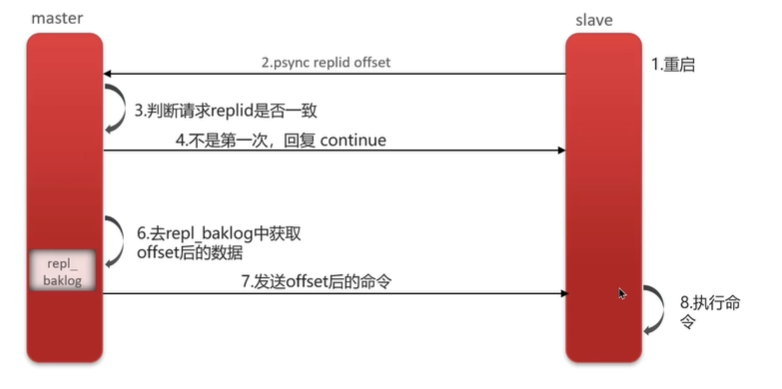 master
slave
2.psync replid offset
1.重启
3.判断请求replid是否一致
4.不是第一次，回复 continue
6.去repl_baklog中获取
offset后的数据
repl_
baklog
7.发送offset后的命令
8.执行命
令